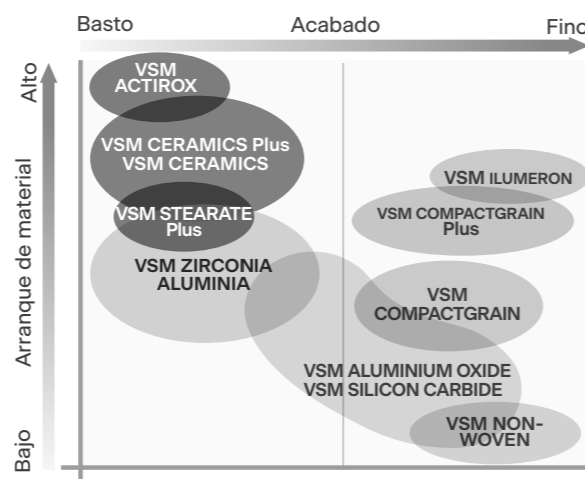 Basto
Acabado
Fino
Alto
Arranque de material
Bajo
VSM
ACTIROX
VSM CERAMICS Plus
VSM CERAMICS
VSM STEARATE
Plus
VSM ZIRCONIA
ALUMINIA
VSM ILUMERON
VSM COMPACTGRAIN
Plus
VSM
COMPACTGRAIN
VSM ALUMINIUM OXIDE
VSM SILICON CARBIDE
VSM NON-
WOVEN